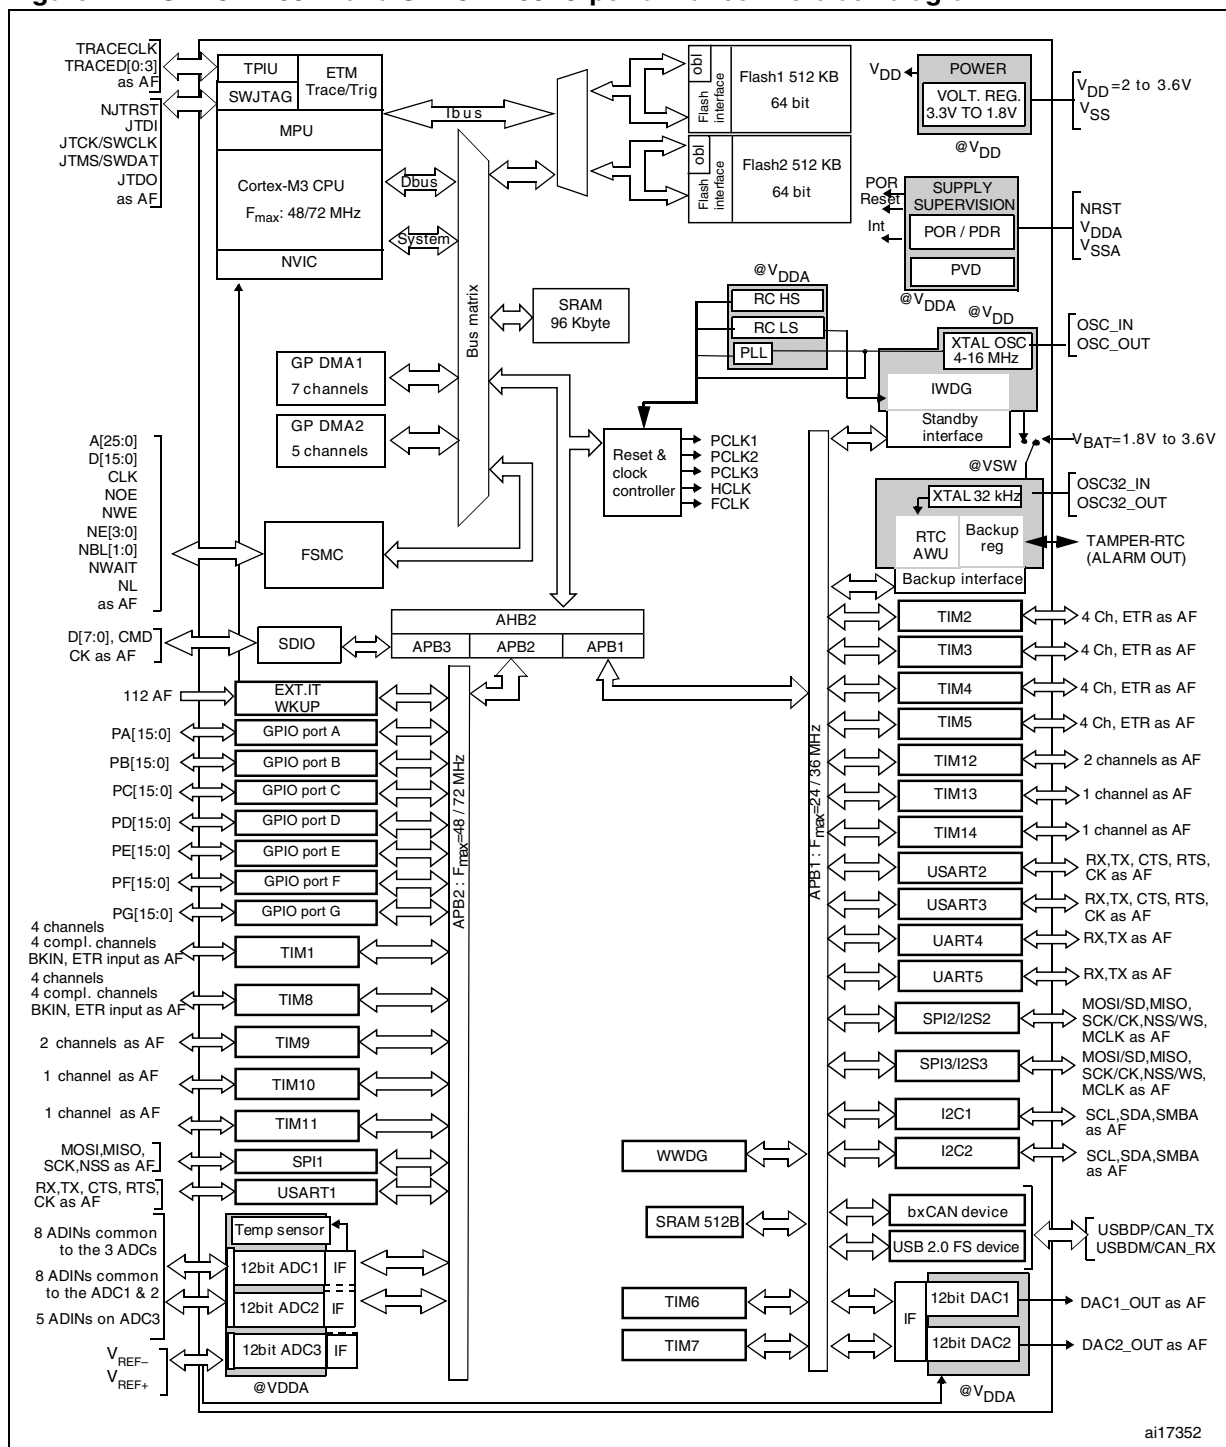 TRACECLK
TRACED[0:3]
as AF
NJTRST
JTDI
JTCK/SWCLK
JTMS/SWDAT
JTDO
as AF
TPIU
SWJTAG
ETM
Trace/Trig
MPU
Cortex-M3 CPU
Fmax: 48/72 MHz
NVIC
Ibus
Dbus
System
Bus matrix
obl
Flash
interface
Flash1 512 KB
64 bit
obl
Flash
interface
Flash2 512 KB
64 bit
VDD
POWER
VOLT. REG.
3.3V TO 1.8V
@VDD
VDD=2 to 3.6V
VSS
POR
Reset
Int
SUPPLY
SUPERVISION
POR / PDR
PVD
@VDDA
NRST
VDDA
VSSA
SRAM
96 Kbyte
GP DMA1
7 channels
GP DMA2
5 channels
@VDDA
RC HS
RC LS
PLL
@VDD
XTAL OSC
4-16 MHz
IWDG
Standby
interface
OSC_IN
OSC_OUT
VBAT=1.8V to 3.6V
@VSW
Reset &
clock
controller
PCLK1
PCLK2
PCLK3
HCLK
FCLK
XTAL 32 kHz
RTC
AWU
Backup
reg
Backup interface
OSC32_IN
OSC32_OUT
TAMPER-RTC
(ALARM OUT)
A[25:0]
D[15:0]
CLK
NOE
NWE
NE[3:0]
NBL[1:0]
NWAIT
NL
as AF
FSMC
D[7:0], CMD
CK as AF
SDIO
AHB2
APB3
APB2
APB1
112 AF
EXT.IT
WKUP
PA[15:0]
GPIO port A
PB[15:0]
GPIO port B
PC[15:0]
GPIO port C
PD[15:0]
GPIO port D
PE[15:0]
GPIO port E
PF[15:0]
GPIO port F
PG[15:0]
GPIO port G
4 channels
4 compl. channels
BKIN, ETR input as AF
TIM1
4 channels
4 compl. channels
BKIN, ETR input as AF
TIM8
2 channels as AF
TIM9
1 channel as AF
TIM10
1 channel as AF
TIM11
MOSI,MISO,
SCK,NSS as AF
SPI1
RX,TX, CTS, RTS,
CK as AF
USART1
8 ADINs common
to the 3 ADCs
8 ADINs common
to the ADC1 & 2
5 ADINs on ADC3
VREF–
VREF+
Temp sensor
12bit ADC1
IF
12bit ADC2
IF
12bit ADC3
IF
@VDDA
APB2 : Fmax=48 / 72 MHz
APB1 : Fmax=24 / 36 MHz
WWDG
SRAM 512B
TIM6
TIM7
TIM2
4 Ch, ETR as AF
TIM3
4 Ch, ETR as AF
TIM4
4 Ch, ETR as AF
TIM5
4 Ch, ETR as AF
TIM12
2 channels as AF
TIM13
1 channel as AF
TIM14
1 channel as AF
USART2
RX,TX, CTS, RTS,
CK as AF
USART3
RX,TX, CTS, RTS,
CK as AF
UART4
RX,TX as AF
UART5
RX,TX as AF
SPI2/I2S2
MOSI/SD,MISO,
SCK/CK,NSS/WS,
MCLK as AF
SPI3/I2S3
MOSI/SD,MISO,
SCK/CK,NSS/WS,
MCLK as AF
I2C1
SCL,SDA,SMBA
as AF
I2C2
SCL,SDA,SMBA
as AF
bxCAN device
USB 2.0 FS device
USBDP/CAN_TX
USBDM/CAN_RX
IF
12bit DAC1
12bit DAC2
DAC1_OUT as AF
DAC2_OUT as AF
@VDDA
ai17352